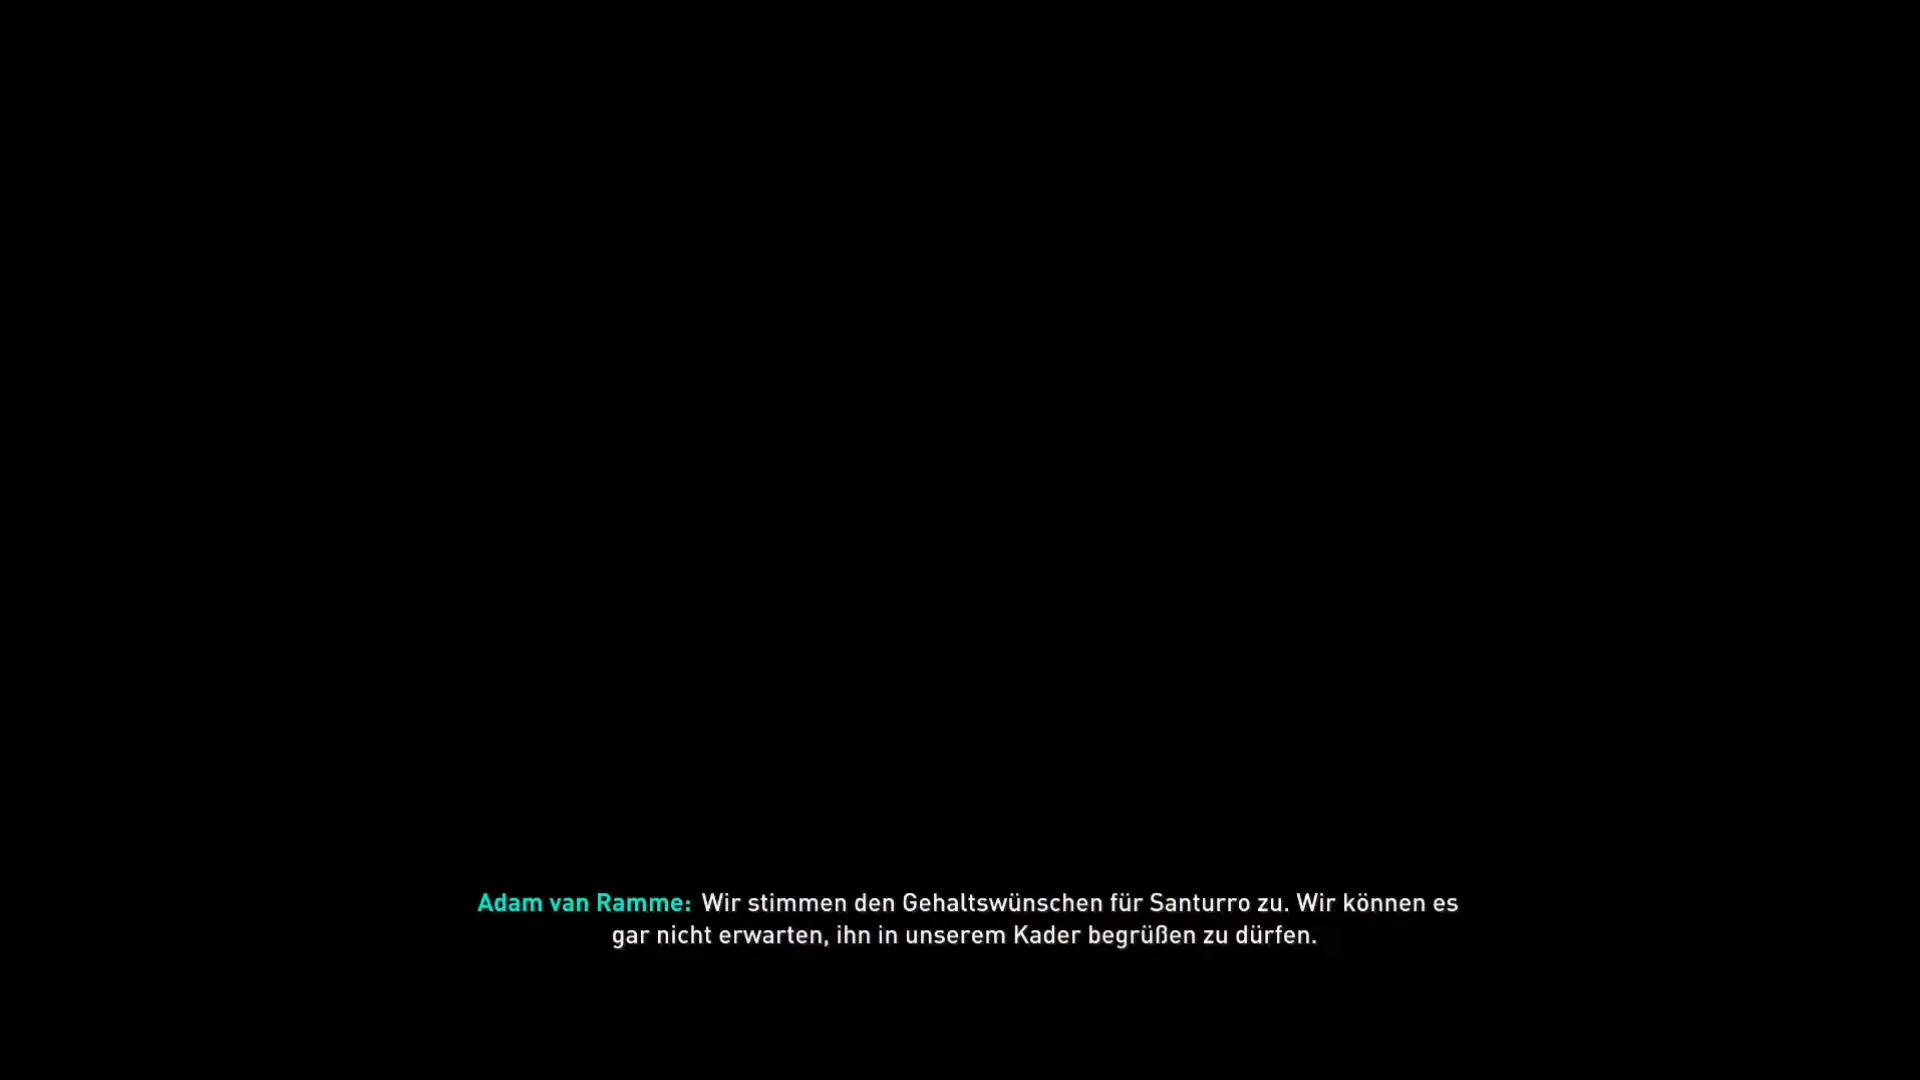 Adam van Ramme: Wir stimmen den Gehaltswünschen für Santurro zu. Wir können es
gar nicht erwarten, ihn in unserem Kader begrüßen zu dürfen.